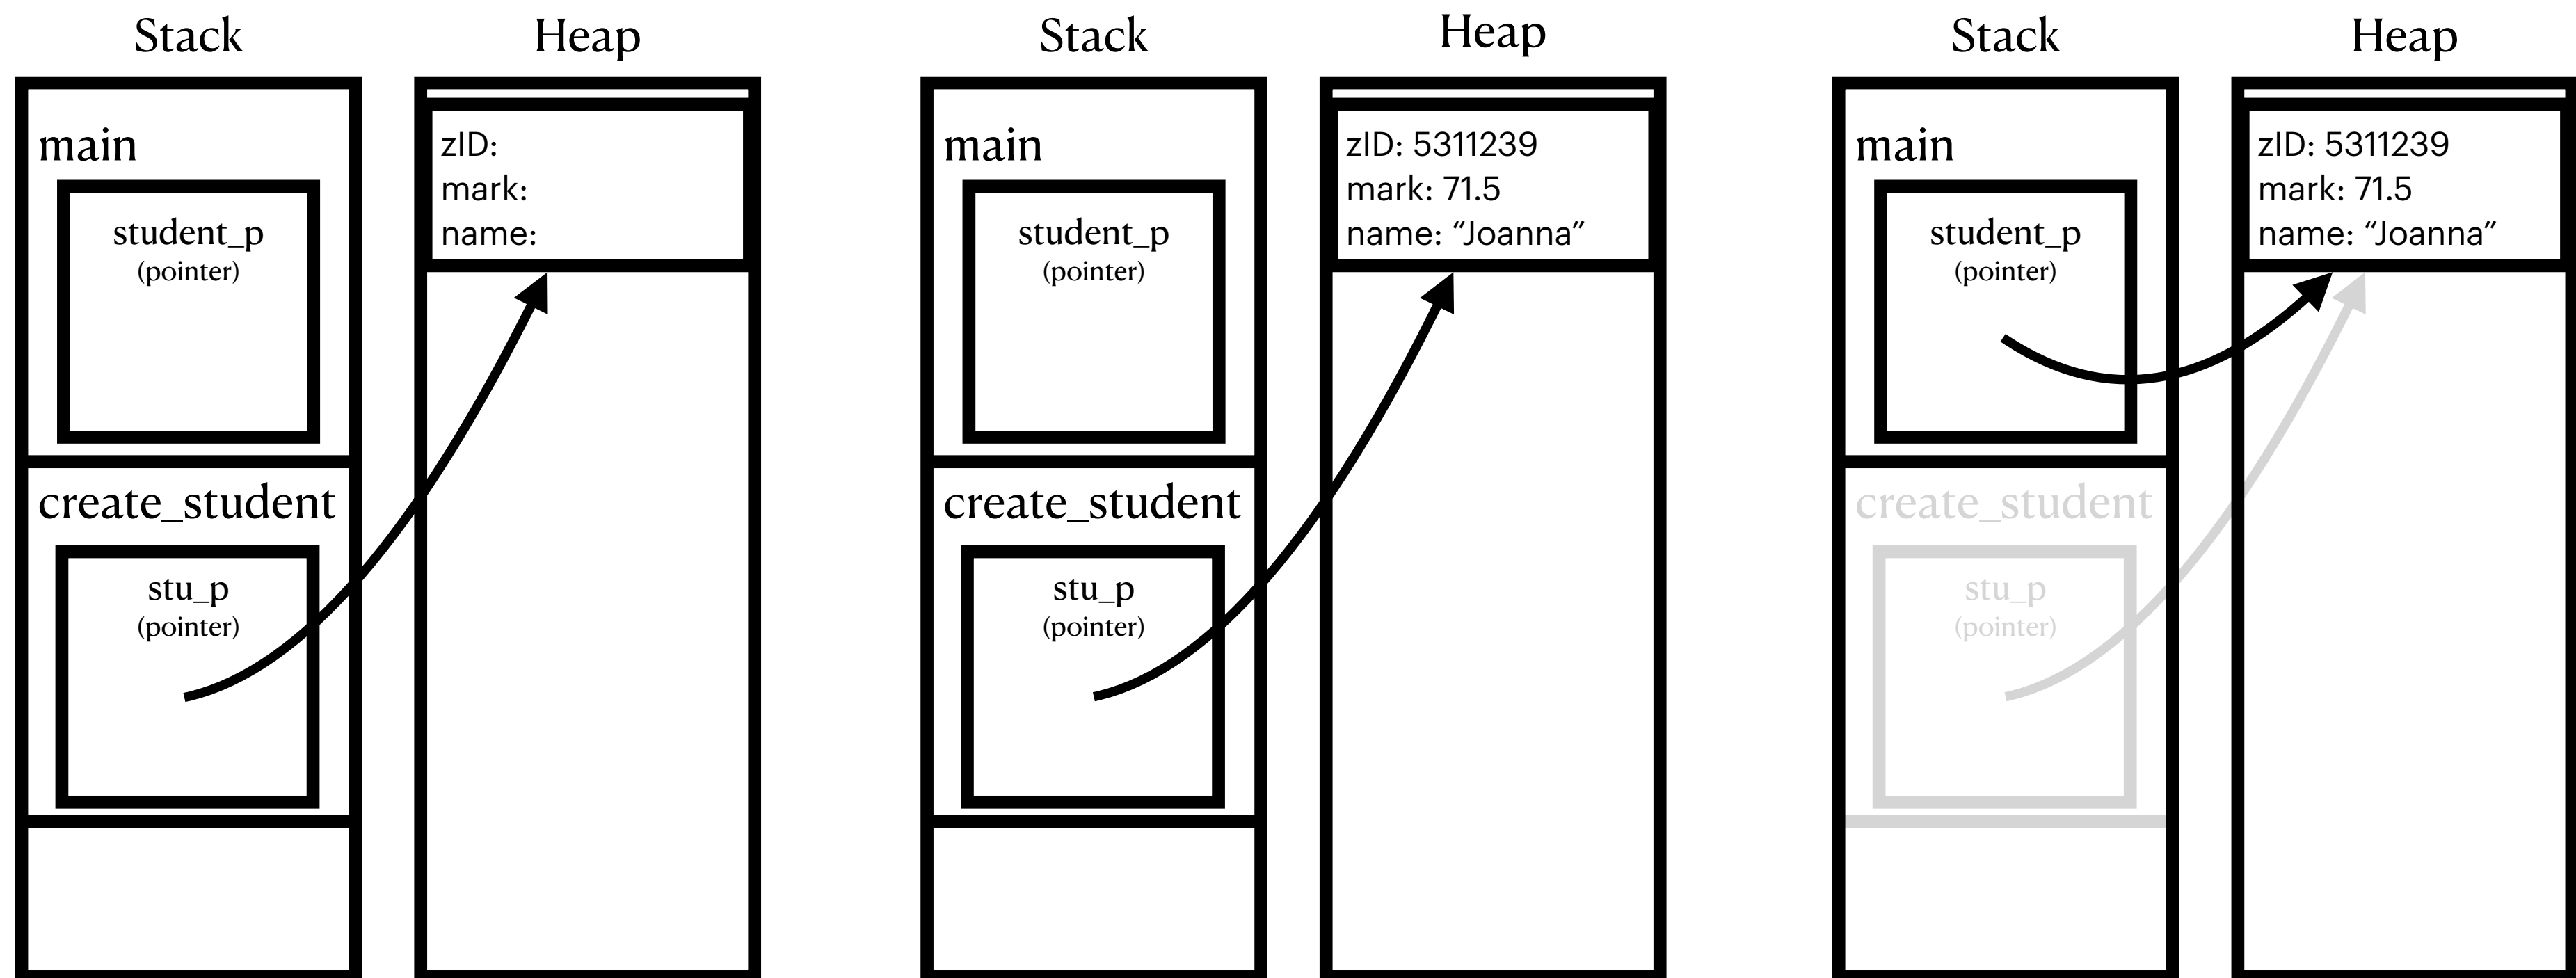 Stack
Heap
main
student_p
(pointer)
create_student
stu_p
(pointer)
zID:
mark:
name:
Stack
Heap
main
student_p
(pointer)
create_student
stu_p
(pointer)
zID: 5311239
mark: 71.5
name: “Joanna”
Stack
Heap
main
student_p
(pointer)
create_student
stu_p
(pointer)
zID: 5311239
mark: 71.5
name: “Joanna”